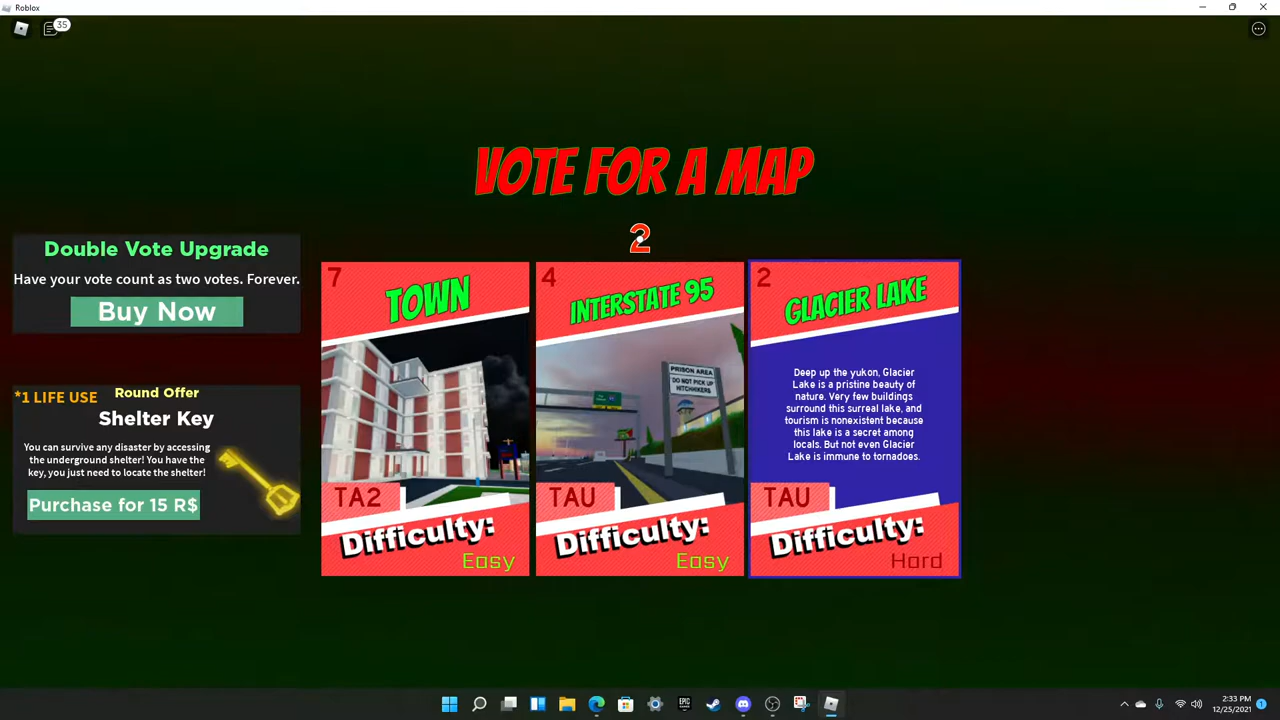 Roblox
35
VOTE FOR A MAP
2
Double Vote Upgrade
Have your vote count as two votes. Forever.
Buy Now
*1 LIFE USE
Round Offer
Shelter Key
You can survive any disaster by accessing
the underground shelter! You have the
key, you just need to locate the shelter!
Purchase for 15 R$
7
TOWN
TA2
Difficulty:
Easy
4
INTERSTATE 95
PRISON AREA
DO NOT PICK UP
HITCHHIKERS
TAU
Difficulty:
Easy
2
GLACIER LAKE
Deep up the yukon, Glacier
Lake is a pristine beauty of
nature. Very few buildings
surround this surreal lake, and
tourism is nonexistent because
this lake is a secret among
locals. But not even Glacier
Lake is immune to tornadoes.
TAU
Difficulty:
Hard
EPIC
2:33 PM
12/25/2021
1